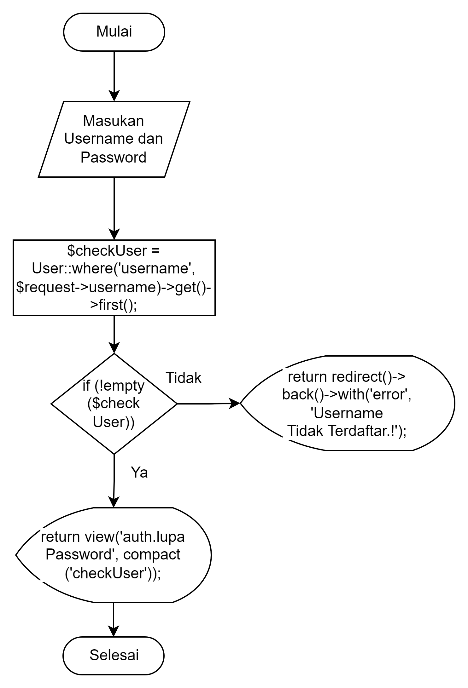 Mulai
Masukan
Username dan
Password
$checkUser =
User::where('username',
$request->username)->get()-
>first();
if (!empty
($check
User))
Tidak
return redirect()->
back()->with('error',
'Username
Tidak Terdaftar.!');
Ya
return view('auth.lupa
Password', compact
('checkUser'));
Selesai